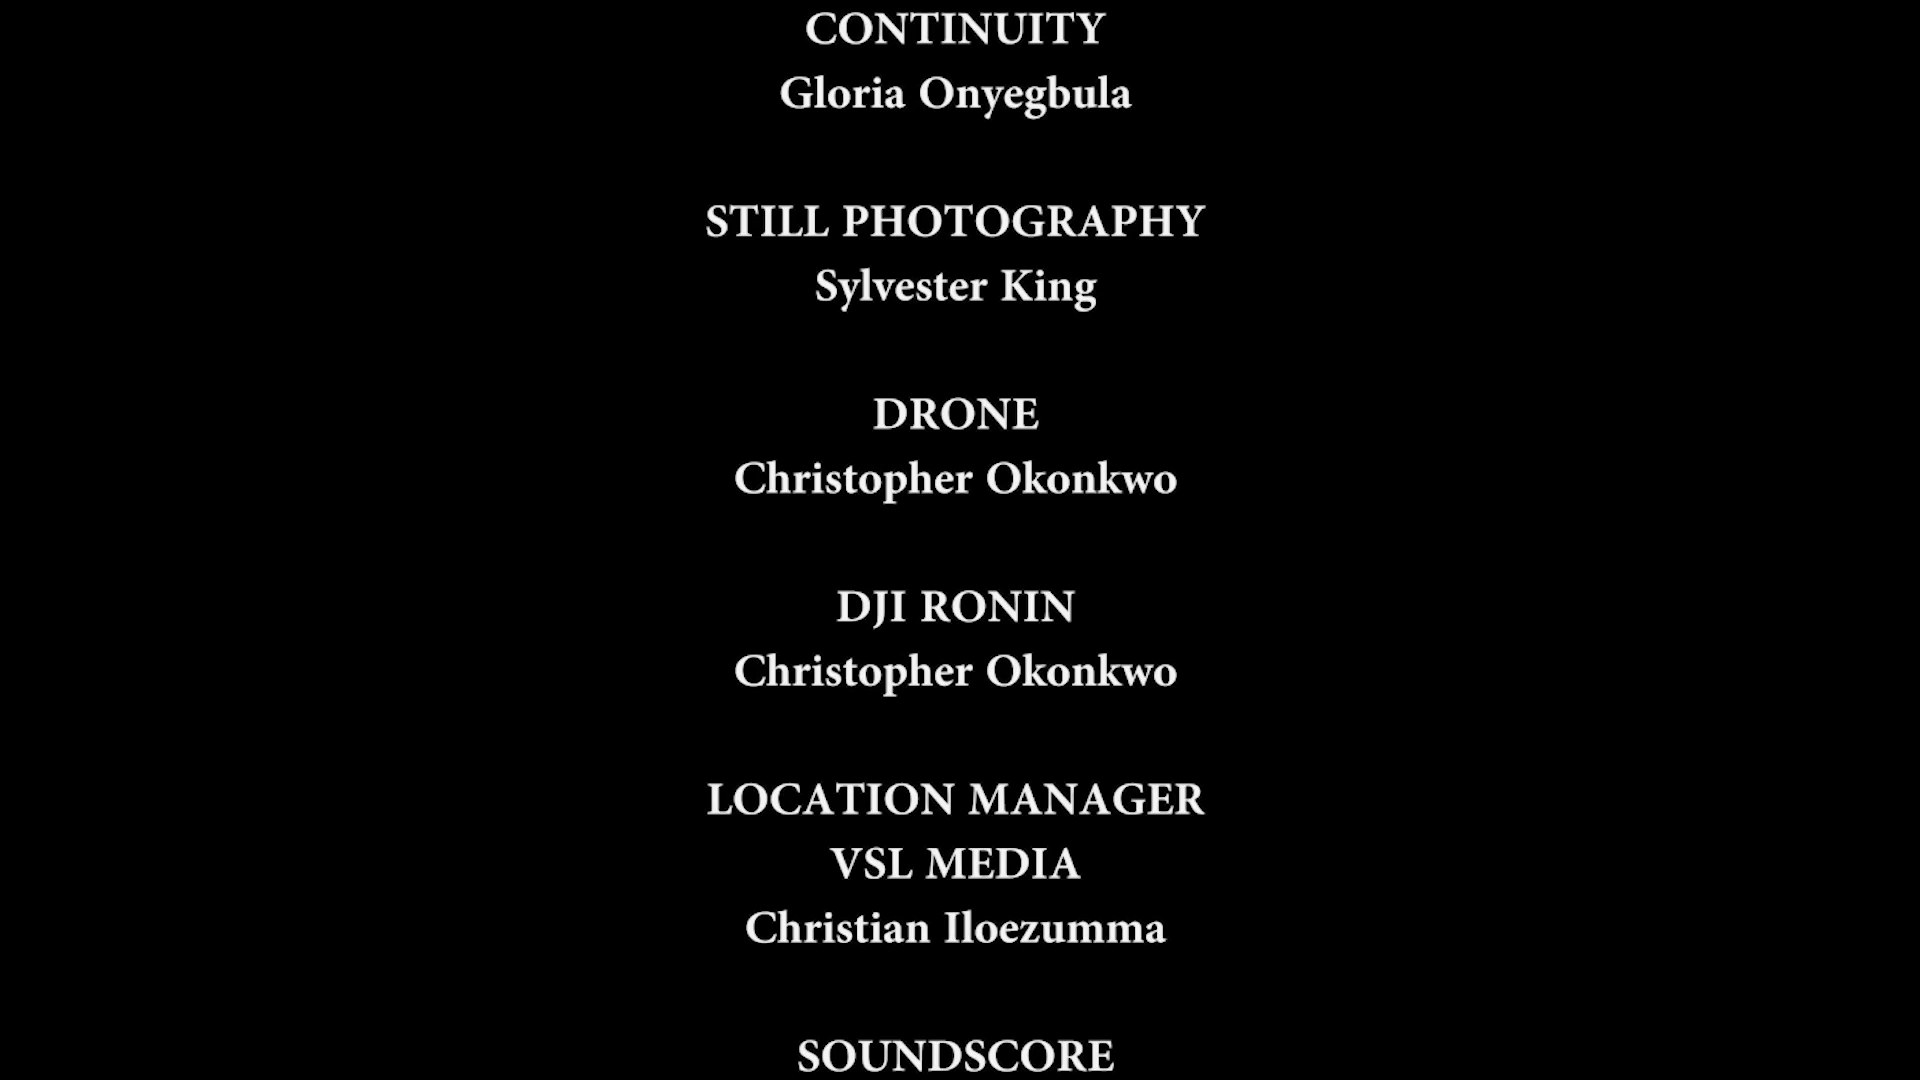 CONTINUITY
Gloria Onyegbula
STILL PHOTOGRAPHY
Sylvester King
DRONE
Christopher Okonkwo
DJI RONIN
Christopher Okonkwo
LOCATION MANAGER
VSL MEDIA
Christian Iloezumma
SOUNDSCORE